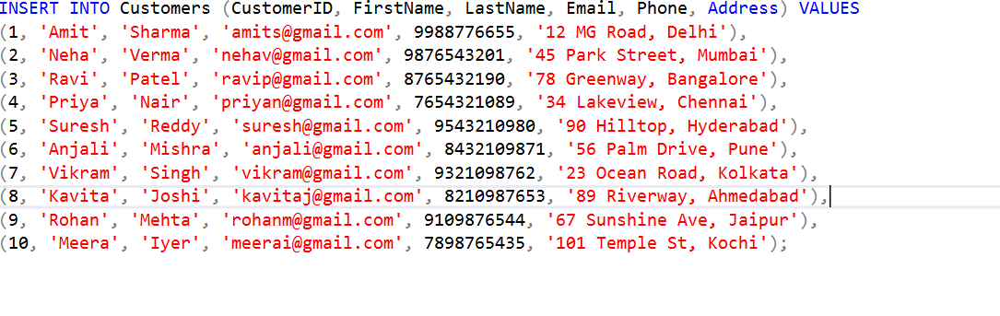 INSERT INTO Customers (CustomerID, FirstName, LastName, Email, Phone, Address) VALUES
(1, 'Amit', 'Sharma', 'amits@gmail.com', 9988776655, '12 MG Road, Delhi'),
(2, 'Neha', 'Verma', 'nehav@gmail.com', 9876543201, '45 Park Street, Mumbai'),
(3, 'Ravi', 'Patel', 'ravip@gmail.com', 8765432190, '78 Greenway, Bangalore'),
(4, 'Priya', 'Nair', 'priyan@gmail.com', 7654321089, '34 Lakeview, Chennai'),
(5, 'Suresh', 'Reddy', 'suresh@gmail.com', 9543210980, '90 Hilltop, Hyderabad'),
(6, 'Anjali', 'Mishra', 'anjali@gmail.com', 8432109871, '56 Palm Drive, Pune'),
(7, 'Vikram', 'Singh', 'vikram@gmail.com', 9321098762, '23 Ocean Road, Kolkata'),
(8, 'Kavita', 'Joshi', 'kavitaj@gmail.com', 8210987653, '89 Riverway, Ahmedabad'),
(9, 'Rohan', 'Mehta', 'rohanm@gmail.com', 9109876544, '67 Sunshine Ave, Jaipur'),
(10, 'Meera', 'Iyer', 'meerai@gmail.com', 7898765435, '101 Temple St, Kochi');